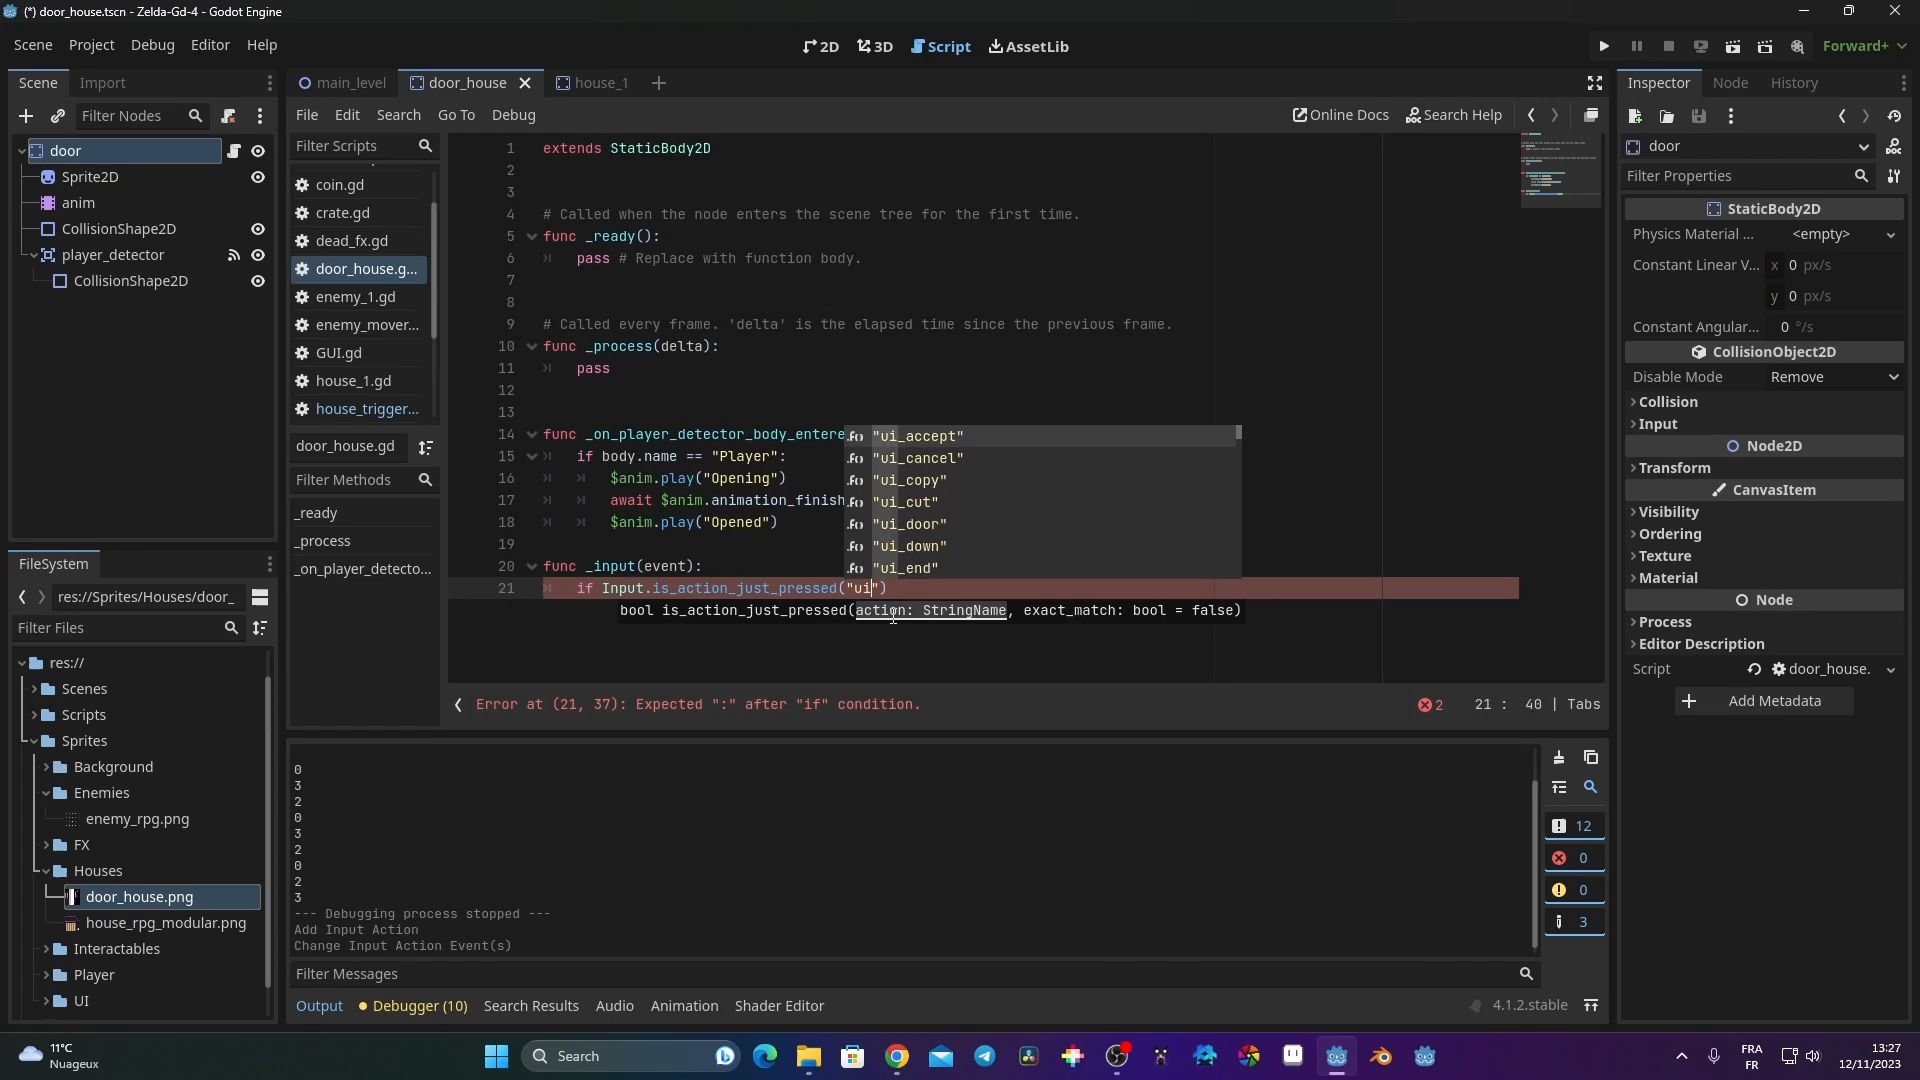 (*) door_house.tscn - Zelda-Gd-4 - Godot Engine
Scene Project Debug Editor Help
2D 3D Script AssetLib
Forward+
Scene Import
Filter Nodes
door
Sprite2D
anim
CollisionShape2D
player_detector
CollisionShape2D
FileSystem
res://Sprites/Houses/door_
Filter Files
res://
Scenes
Scripts
Sprites
Background
Enemies
enemy_rpg.png
FX
Houses
door_house.png
house_rpg_modular.png
Interactables
Player
UI
main_level door_house house_1
File Edit Search Go To Debug
Online Docs Search Help
Filter Scripts
coin.gd
crate.gd
dead_fx.gd
door_house.g...
enemy_1.gd
enemy_mover...
GUI.gd
house_1.gd
house_trigger...
door_house.gd
Filter Methods
_ready
_process
_on_player_detecto...
1 extends StaticBody2D
2
3
4 # Called when the node enters the scene tree for the first time.
5 func _ready():
6 pass # Replace with function body.
7
8
9 # Called every frame. 'delta' is the elapsed time since the previous frame.
10 func _process(delta):
11 pass
12
13
14 func _on_player_detector_body_entere
15 if body.name == "Player":
16 $anim.play("Opening")
17 await $anim.animation_finish
18 $anim.play("Opened")
19
20 func _input(event):
21 if Input.is_action_just_pressed("ui")
"ui_accept"
"ui_cancel"
"ui_copy"
"ui_cut"
"ui_door"
"ui_down"
"ui_end"
bool is_action_just_pressed(action: StringName, exact_match: bool = false)
Error at (21, 37): Expected ":" after "if" condition.
2 21 : 40 | Tabs
0
3
2
0
3
2
0
2
3
--- Debugging process stopped ---
Add Input Action
Change Input Action Event(s)
Filter Messages
12
0
0
3
Output Debugger (10) Search Results Audio Animation Shader Editor
4.1.2.stable
Inspector Node History
door
Filter Properties
StaticBody2D
Physics Material ... <empty>
Constant Linear V... x 0 px/s
y 0 px/s
Constant Angular... 0 °/s
CollisionObject2D
Disable Mode Remove
Collision
Input
Node2D
Transform
CanvasItem
Visibility
Ordering
Texture
Material
Node
Process
Editor Description
Script door_house.
Add Metadata
11°C
Nuageux
Search
FRA
FR
13:27
12/11/2023